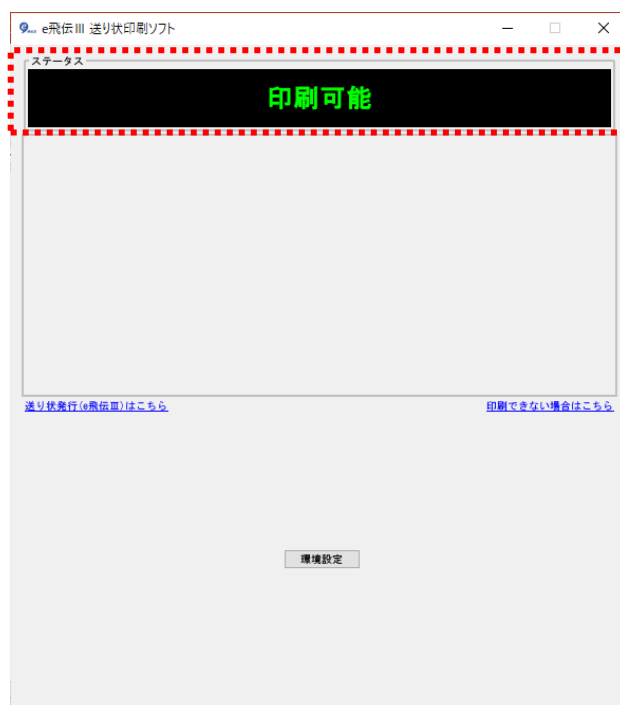 e飛伝Ⅲ 送り状印刷ソフト
ステータス
印刷可能
送り状発行(e飛伝Ⅲ)はこちら
印刷できない場合はこちら
環境設定